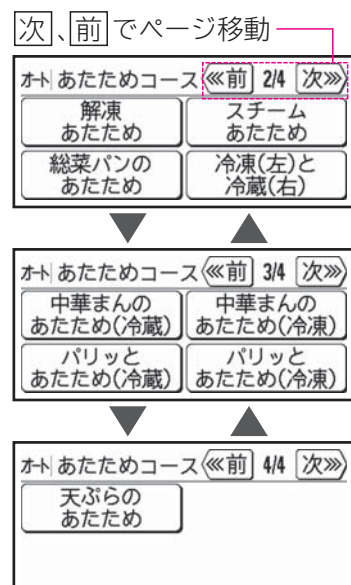 次、前でページ移動
オート あたためコース 《前 2/4 次》
解凍
あたため
スチーム
あたため
総菜パンの
あたため
冷凍(左)と
冷蔵(右)
オート あたためコース 《前 3/4 次》
中華まんの
あたため(冷蔵)
中華まんの
あたため(冷凍)
パリッと
あたため(冷蔵)
パリッと
あたため(冷凍)
オート あたためコース 《前 4/4 次》
天ぷらの
あたため